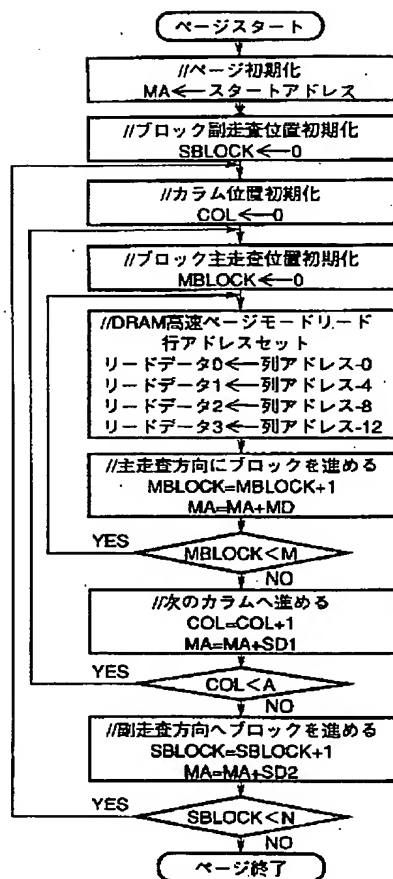 ページスタート
//ページ初期化
MA←スタートアドレス
//ブロック副走査位置初期化
SBLOCK←0
//カラム位置初期化
COL←0
//ブロック主走査位置初期化
MBLOCK←0
//DRAM高速ページモードリード
行アドレスセット
リードデータ0←列アドレス-0
リードデータ1←列アドレス-4
リードデータ2←列アドレス-8
リードデータ3←列アドレス-12
//主走査方向にブロックを進める
MBLOCK=MBLOCK+1
MA=MA+MD
YES
MBLOCK<M
NO
//次のカラムへ進める
COL=COL+1
MA=MA+SD1
YES
COL<A
NO
//副走査方向へブロックを進める
SBLOCK=SBLOCK+1
MA=MA+SD2
YES
SBLOCK<N
NO
ページ終了